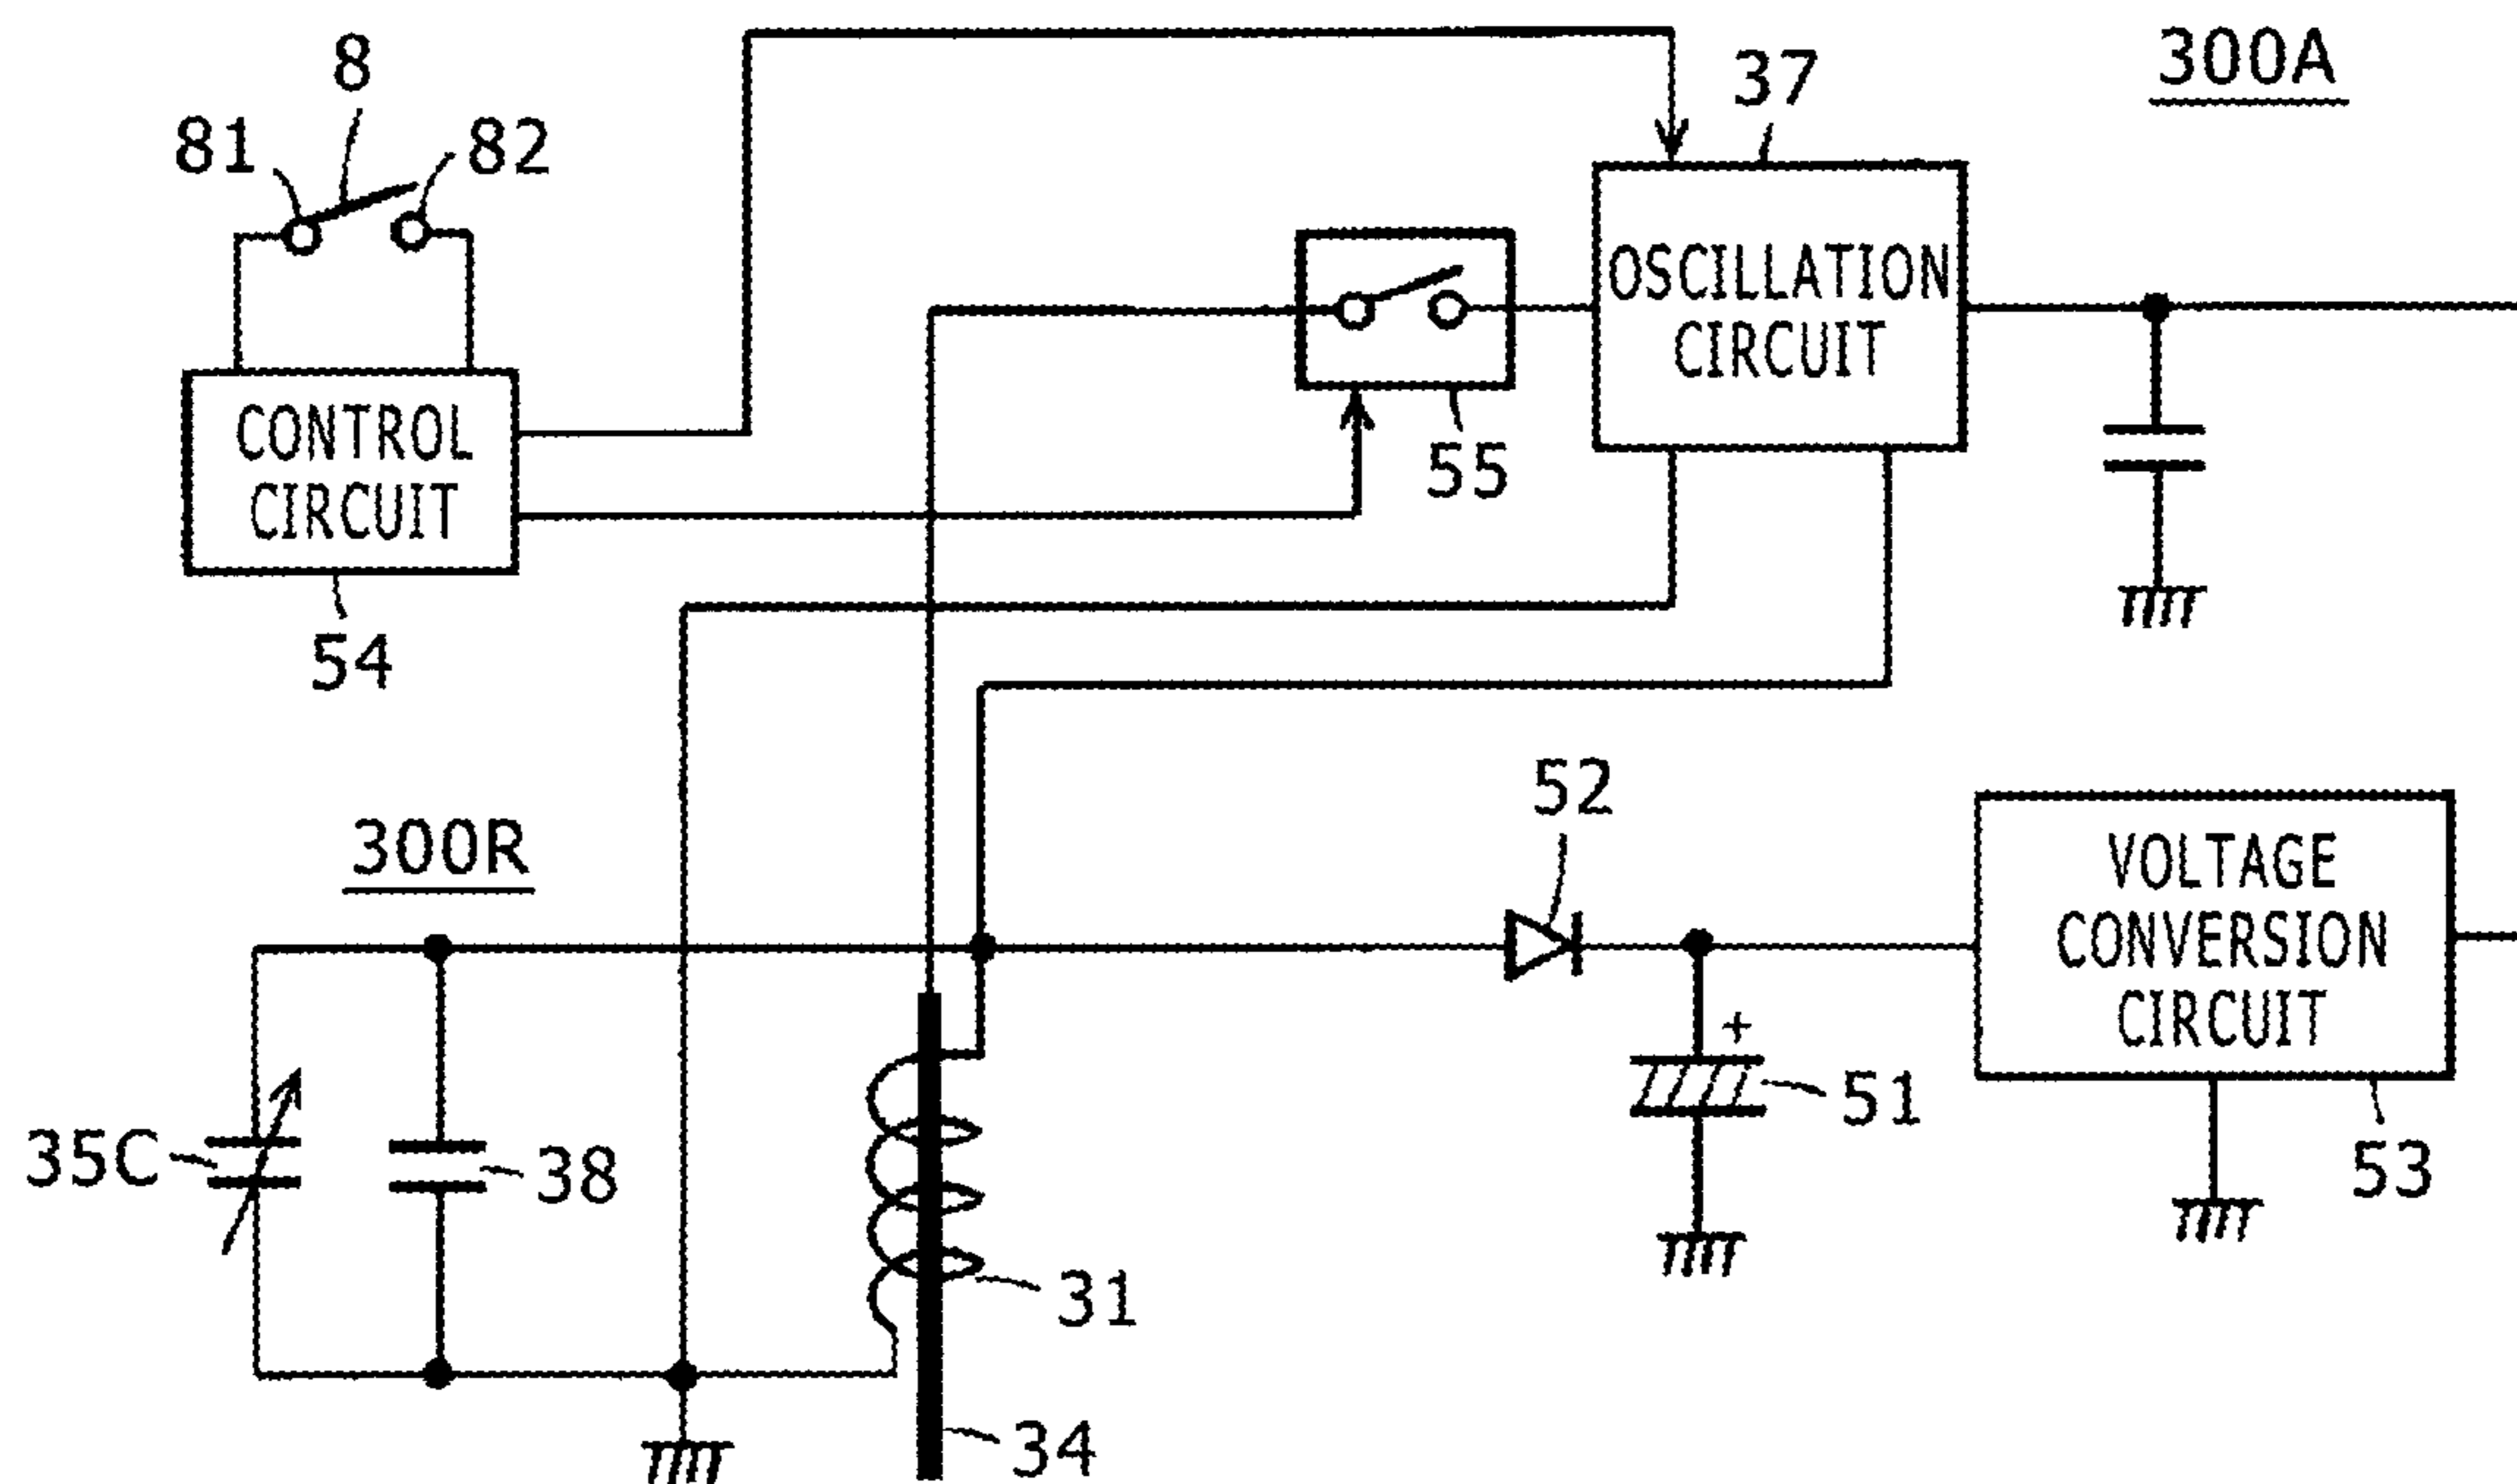 300A
8
37
81
82
OSCILLATION
CIRCUIT
CONTROL
CIRCUIT
55
54
52
300R
VOLTAGE
CONVERSION
CIRCUIT
+
51
35C
38
53
31
34